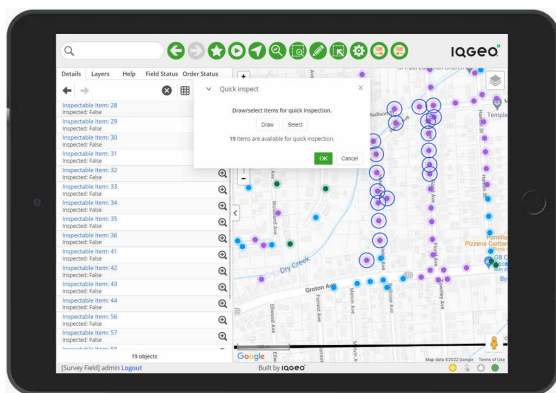 IQGeo
Details Layers Help Field Status Order Status
Quick inspect
Draw/select items for quick inspection.
Draw Select
19 items are available for quick inspection.
OK Cancel
Inspectable item: 28
Inspected: False
Inspectable item: 29
Inspected: False
Inspectable item: 30
Inspected: False
Inspectable item: 31
Inspected: False
Inspectable item: 32
Inspected: False
Inspectable item: 33
Inspected: False
Inspectable item: 34
Inspected: False
Inspectable item: 35
Inspected: False
Inspectable item: 36
Inspected: False
Inspectable item: 41
Inspected: False
Inspectable item: 42
Inspected: False
Inspectable item: 43
Inspected: False
Inspectable item: 44
Inspected: False
Inspectable item: 56
Inspected: False
Inspectable item: 57
Inspected: False
19 objects
Temple
Pizzeria
Dry Creek
Groton Ave
Ellwood Ave
Forrest Ave
Google
Map data ©2022 Google Terms of Use
[Survey Field] admin Logout
Built by IQGeo